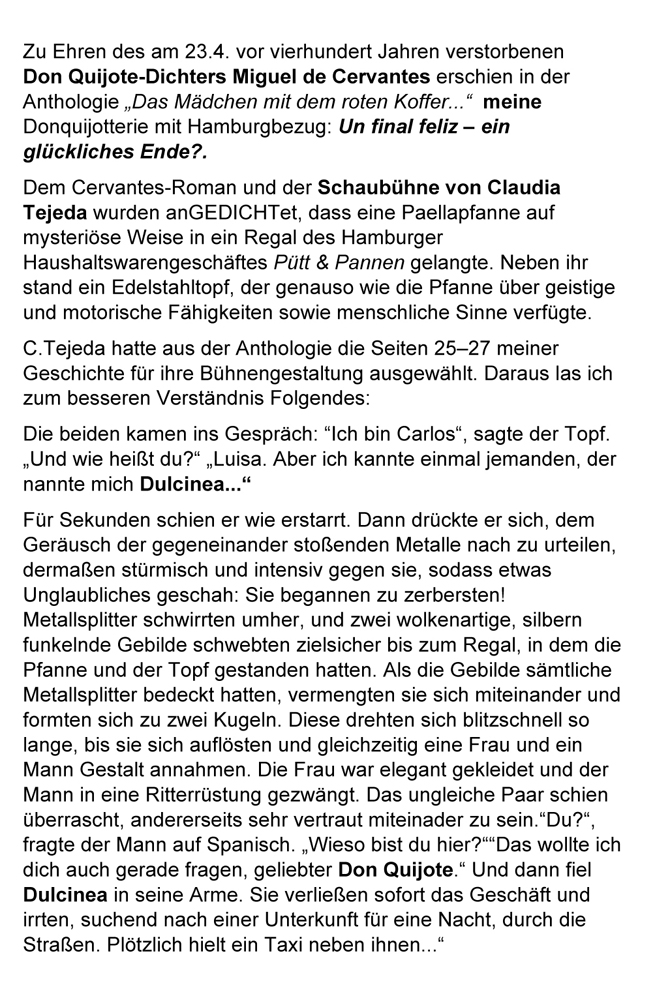 Zu Ehren des am 23.4. vor vierhundert Jahren verstorbenen
Don Quijote-Dichters Miguel de Cervantes erschien in der
Anthologie „Das Mädchen mit dem roten Koffer...“ meine
Donquijotterie mit Hamburgbezug: Un final feliz – ein
glückliches Ende?.
Dem Cervantes-Roman und der Schaubühne von Claudia
Tejeda wurden anGEDICHTet, dass eine Paellapfanne auf
mysteriöse Weise in ein Regal des Hamburger
Haushaltswarengeschäftes Pütt & Pannen gelangte. Neben ihr
stand ein Edelstahltopf, der genauso wie die Pfanne über geistige
und motorische Fähigkeiten sowie menschliche Sinne verfügte.
C.Tejeda hatte aus der Anthologie die Seiten 25–27 meiner
Geschichte für ihre Bühnengestaltung ausgewählt. Daraus las ich
zum besseren Verständnis Folgendes:
Die beiden kamen ins Gespräch: “Ich bin Carlos“, sagte der Topf.
„Und wie heißt du?“ „Luisa. Aber ich kannte einmal jemanden, der
nannte mich Dulcinea...“
Für Sekunden schien er wie erstarrt. Dann drückte er sich, dem
Geräusch der gegeneinander stoßenden Metalle nach zu urteilen,
dermaßen stürmisch und intensiv gegen sie, sodass etwas
Unglaubliches geschah: Sie begannen zu zerbersten!
Metallsplitter schwirrten umher, und zwei wolkenartige, silbern
funkelnde Gebilde schwebten zielsicher bis zum Regal, in dem die
Pfanne und der Topf gestanden hatten. Als die Gebilde sämtliche
Metallsplitter bedeckt hatten, vermengten sie sich miteinander und
formten sich zu zwei Kugeln. Diese drehten sich blitzschnell so
lange, bis sie sich auflösten und gleichzeitig eine Frau und ein
Mann Gestalt annahmen. Die Frau war elegant gekleidet und der
Mann in eine Ritterrüstung gezwängt. Das ungleiche Paar schien
überrascht, andererseits sehr vertraut miteinader zu sein.“Du?“,
fragte der Mann auf Spanisch. „Wieso bist du hier?““Das wollte ich
dich auch gerade fragen, geliebter Don Quijote.“ Und dann fiel
Dulcinea in seine Arme. Sie verließen sofort das Geschäft und
irrten, suchend nach einer Unterkunft für eine Nacht, durch die
Straßen. Plötzlich hielt ein Taxi neben ihnen...“